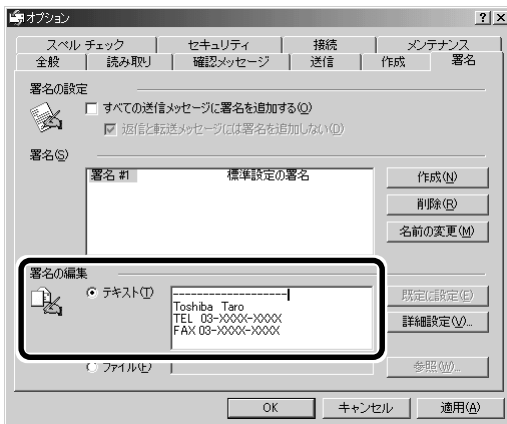 オプション
スペル チェック セキュリティ 接続 メンテナンス
全般 読み取り 確認メッセージ 送信 作成 署名
署名の設定
すべての送信メッセージに署名を追加する(O)
返信と転送メッセージには署名を追加しない(D)
署名(S)
署名 #1 標準設定の署名
作成(N)
削除(R)
名前の変更(M)
署名の編集
テキスト(T)
--------------------
Toshiba Taro
TEL 03-XXXX-XXXX
FAX 03-XXXX-XXXX
既定に設定(E)
詳細設定(V)...
ファイル(F)
参照(W)...
OK キャンセル 適用(A)